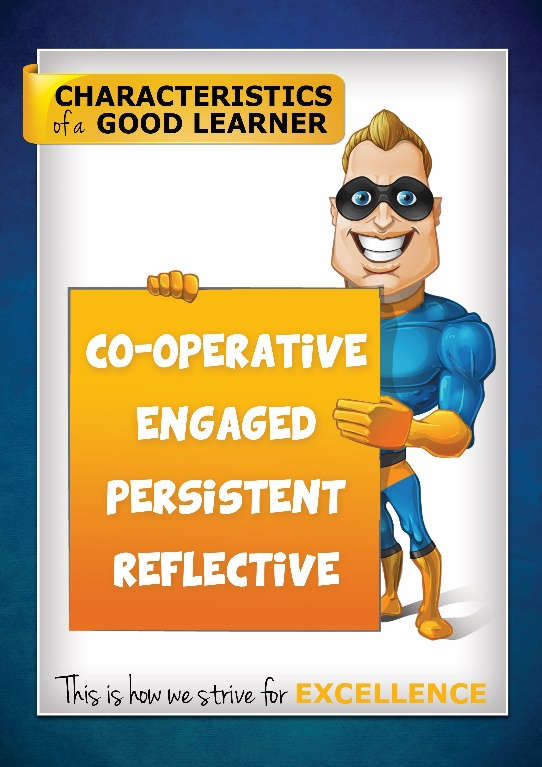 CHARACTERISTICS
of a GOOD LEARNER
CO-OPERATiVE
ENGAGED
PERSiSTENT
REFLECTiVE
This is how we strive for EXCELLENCE